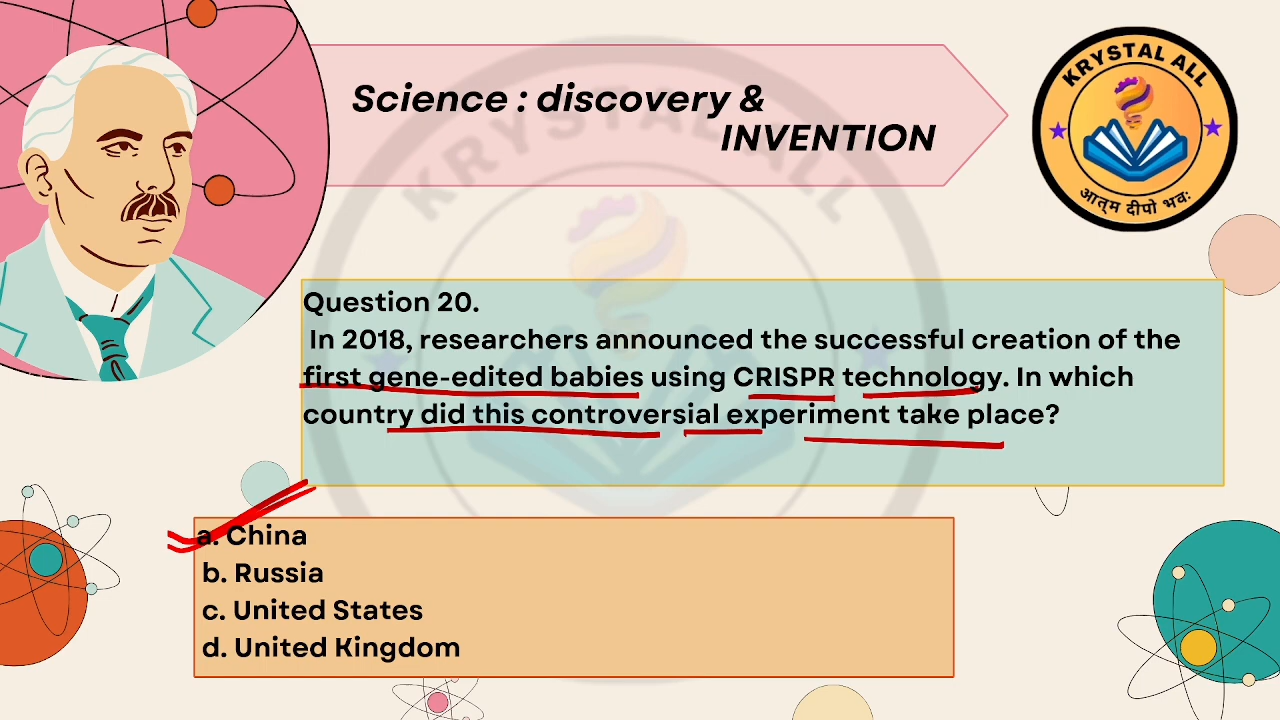 Science : discovery &
INVENTION
KRYSTAL ALL
आत्म दीपो भवः
KRYSTAL ALL
Question 20.
In 2018, researchers announced the successful creation of the
first gene-edited babies using CRISPR technology. In which
country did this controversial experiment take place?
a. China
b. Russia
c. United States
d. United Kingdom